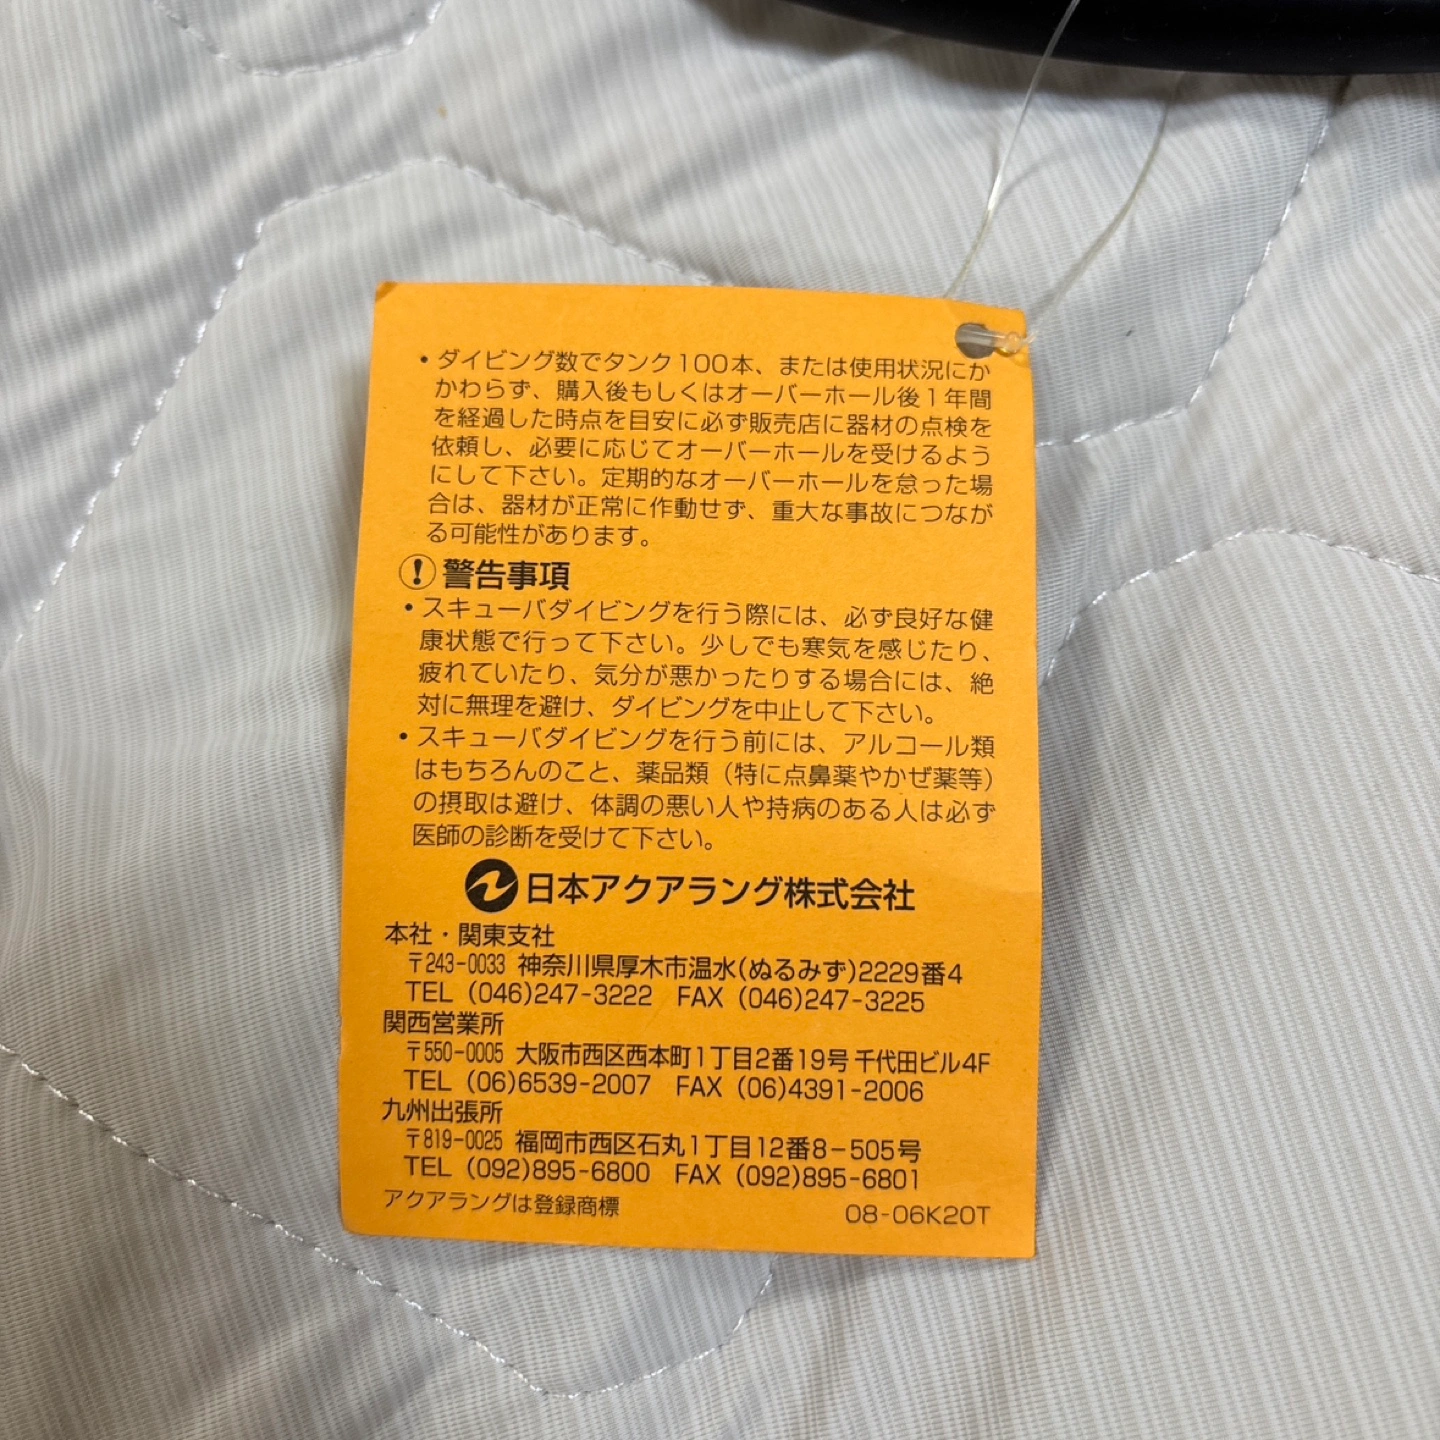 ・ダイビング数でタンク100本、または使用状況にか
かわらず、購入後もしくはオーバーホール後1年間
を経過した時点を目安に必ず販売店に器材の点検を
依頼し、必要に応じてオーバーホールを受けるよう
にして下さい。定期的なオーバーホールを怠った場
合は、器材が正常に作動せず、重大な事故につなが
る可能性があります。
! 警告事項
・スキューバダイビングを行う際には、必ず良好な健
康状態で行って下さい。少しでも寒気を感じたり、
疲れていたり、気分が悪かったりする場合には、絶
対に無理を避け、ダイビングを中止して下さい。
・スキューバダイビングを行う前には、アルコール類
はもちろんのこと、薬品類（特に点鼻薬やかぜ薬等）
の摂取は避け、体調の悪い人や持病のある人は必ず
医師の診断を受けて下さい。
日本アクアラング株式会社
本社・関東支社
〒243-0033 神奈川県厚木市温水(ぬるみず)2229番4
TEL (046)247-3222 FAX (046)247-3225
関西営業所
〒550-0005 大阪市西区西本町1丁目2番19号 千代田ビル4F
TEL (06)6539-2007 FAX (06)4391-2006
九州出張所
〒819-0025 福岡市西区石丸1丁目12番8-505号
TEL (092)895-6800 FAX (092)895-6801
アクアラングは登録商標 08-06K20T